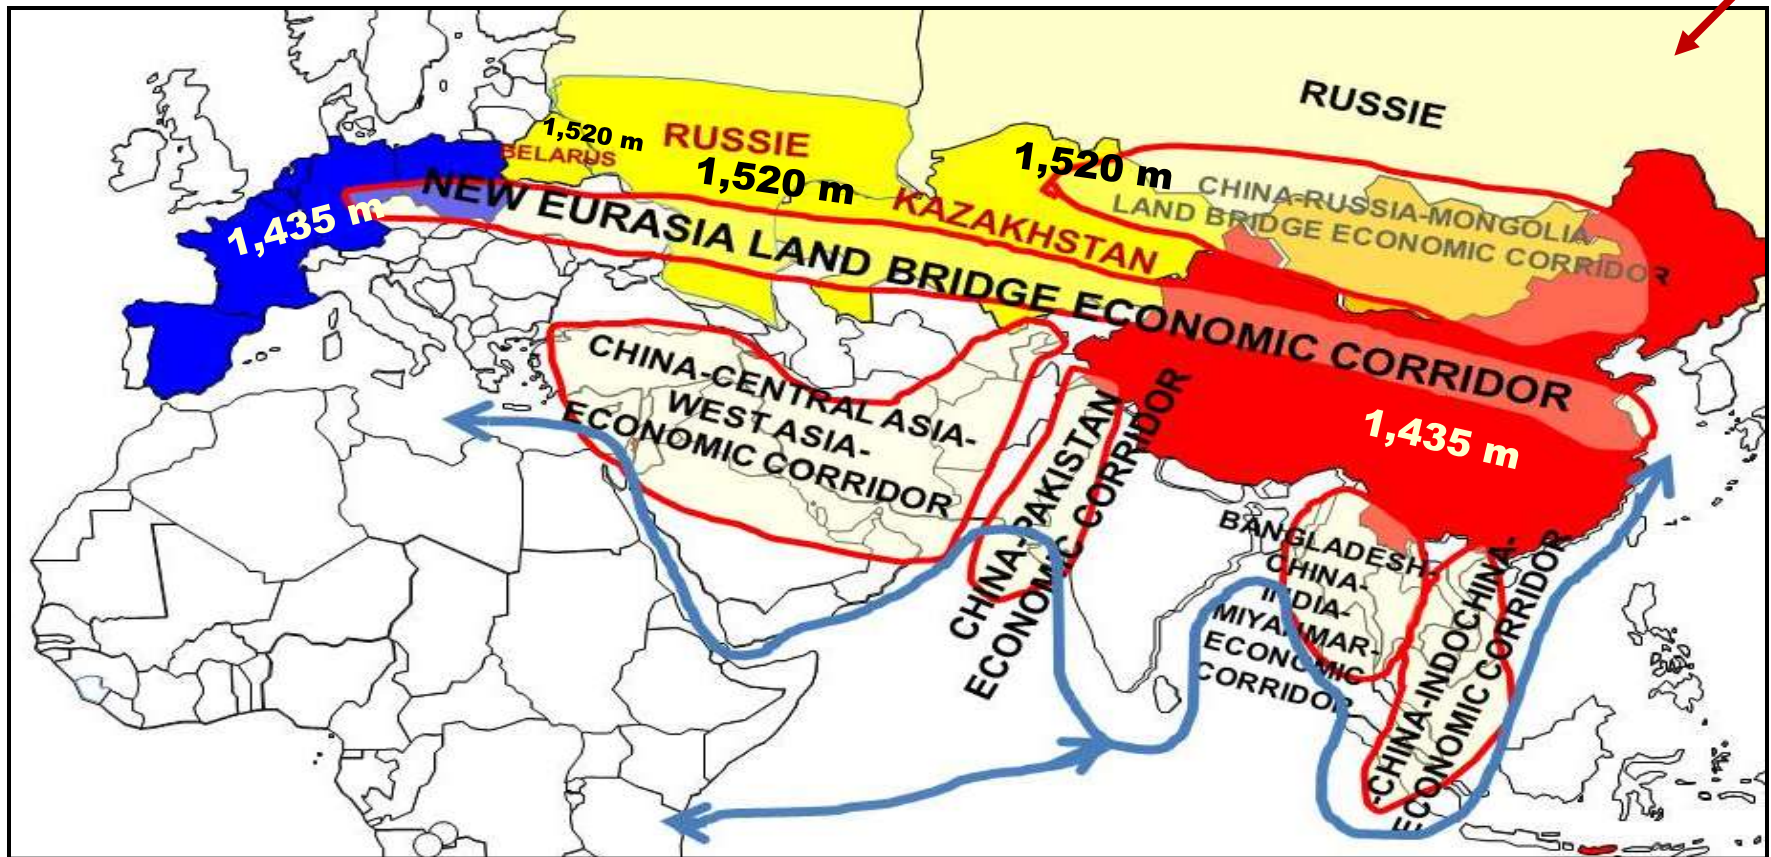 RUSSIE
1,520 m
BELARUS
RUSSIE
1,520 m
1,520 m
KAZAKHSTAN
CHINA-RUSSIA-MONGOLIA
LAND BRIDGE ECONOMIC CORRIDOR
1,435 m
NEW EURASIA LAND BRIDGE ECONOMIC CORRIDOR
1,435 m
CHINA-CENTRAL ASIA-
WEST ASIA-
ECONOMIC CORRIDOR
CHINA-PAKISTAN
ECONOMIC CORRIDOR
BANGLADESH-
CHINA-
INDIA-
MIYANMAR-
ECONOMIC
CORRIDOR
-CHINA-INDOCHINA-
ECONOMIC CORRIDOR